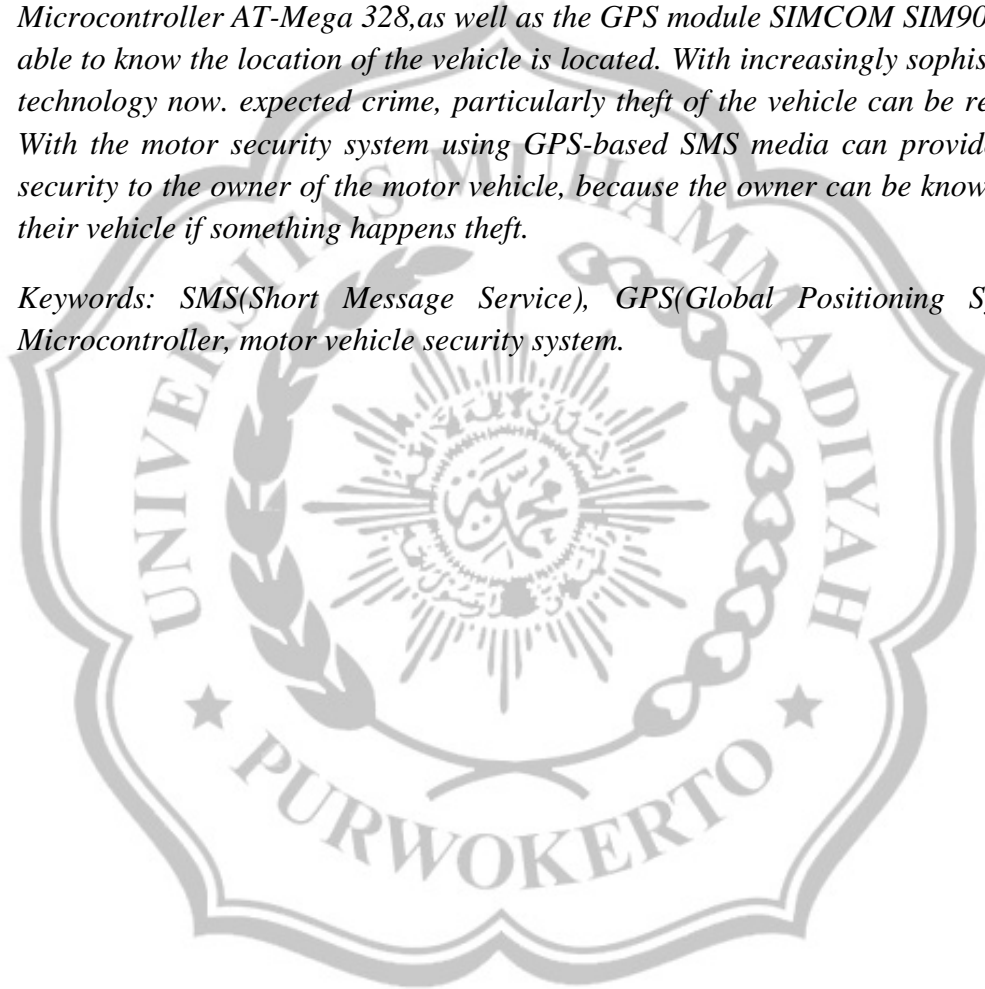 Microcontroller AT-Mega 328,as well as the GPS module SIMCOM SIM90
able to know the location of the vehicle is located. With increasingly sophis
technology now. expected crime, particularly theft of the vehicle can be re
With the motor security system using GPS-based SMS media can provid
security to the owner of the motor vehicle, because the owner can be know
their vehicle if something happens theft.
Keywords: SMS(Short Message Service), GPS(Global Positioning Sy
Microcontroller, motor vehicle security system.
UNIVERSITAS MUHAMMADIYAH
PURWOKERTO